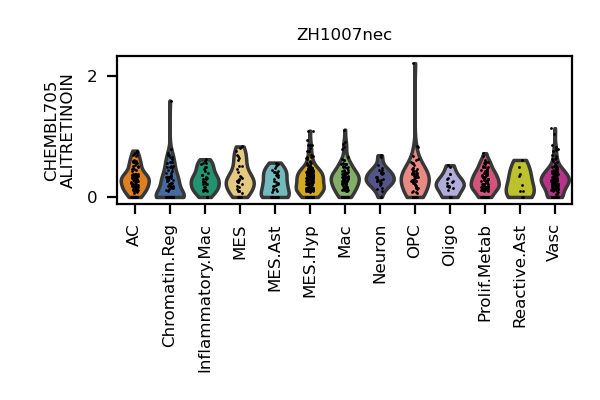 ZH1007nec
CHEMBL705
ALITRETINOIN
2
0
AC
Chromatin.Reg
Inflammatory.Mac
MES
MES.Ast
MES.Hyp
Mac
Neuron
OPC
Oligo
Prolif.Metab
Reactive.Ast
Vasc